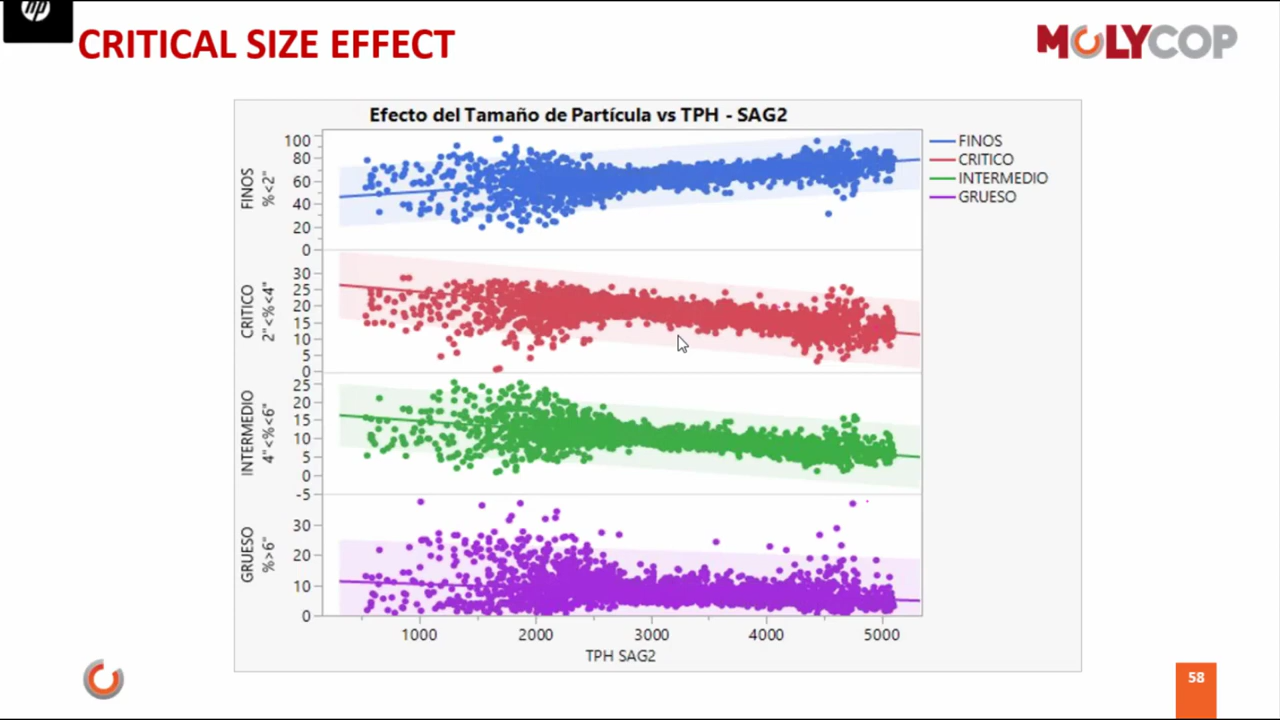 hp
CRITICAL SIZE EFFECT
MOLYCOP
Efecto del Tamaño de Partícula vs TPH - SAG2
FINOS
%<2"
100
80
60
40
20
0
CRITICO
2"<%<4"
30
25
20
15
10
5
0
INTERMEDIO
4"<%<6"
25
20
15
10
5
0
-5
GRUESO
%>6"
30
20
10
0
1000 2000 3000 4000 5000
TPH SAG2
FINOS
CRITICO
INTERMEDIO
GRUESO
58